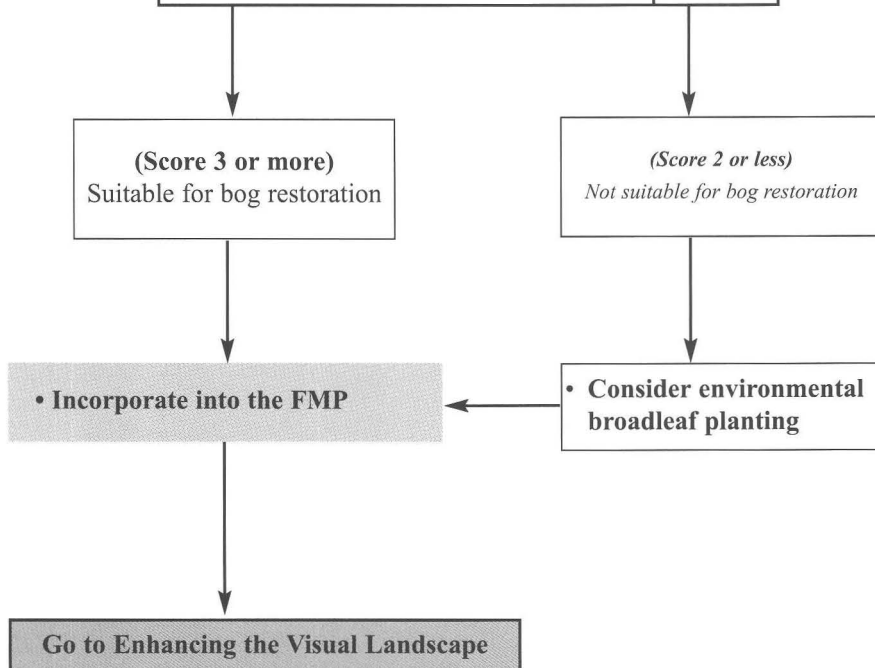 (Score 3 or more)
Suitable for bog restoration
(Score 2 or less)
Not suitable for bog restoration
• Incorporate into the FMP
• Consider environmental
broadleaf planting
Go to Enhancing the Visual Landscape